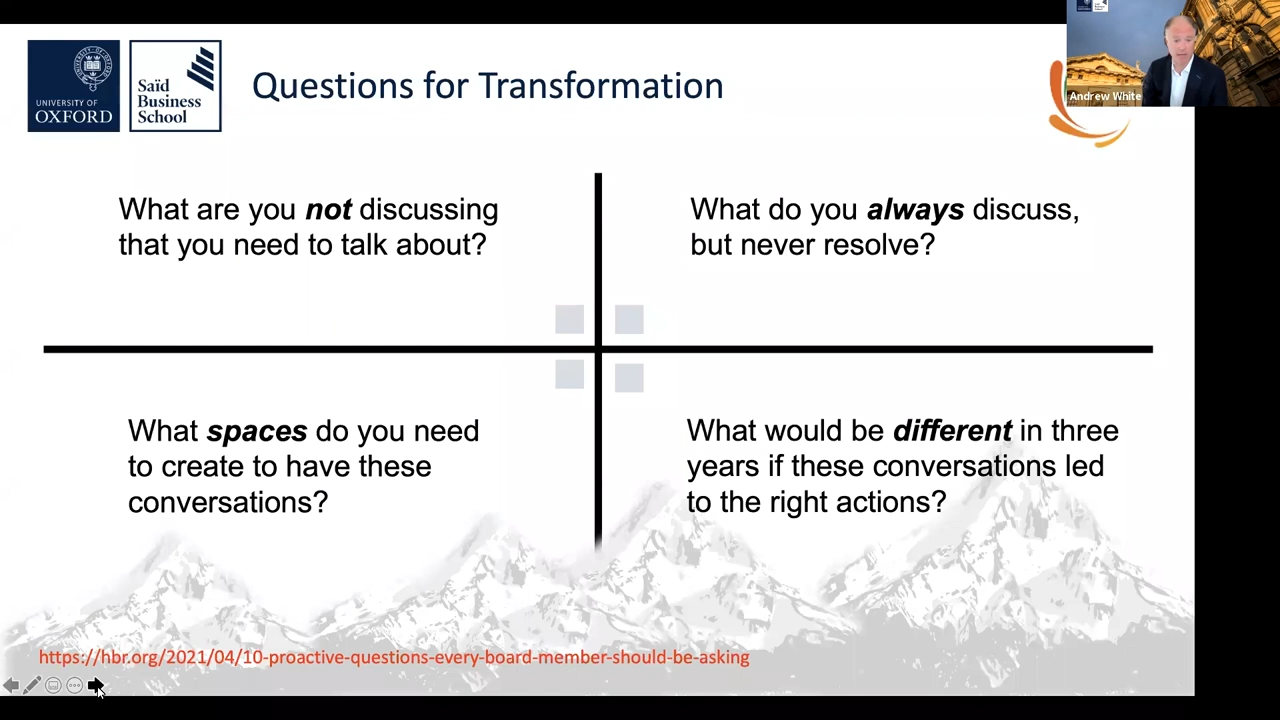 UNIVERSITY OF
OXFORD
Saïd
Business
School
Questions for Transformation
Andrew White
What are you not discussing
that you need to talk about?
What do you always discuss,
but never resolve?
What spaces do you need
to create to have these
conversations?
What would be different in three
years if these conversations led
to the right actions?
https://hbr.org/2021/04/10-proactive-questions-every-board-member-should-be-asking